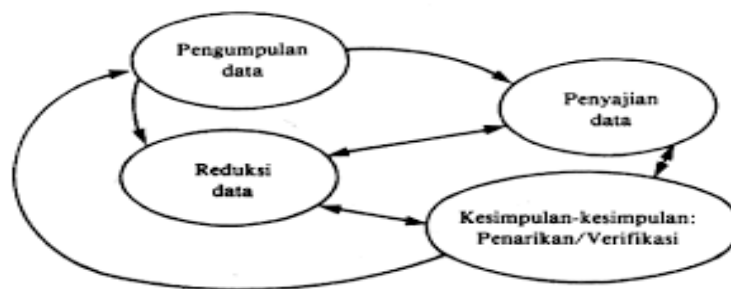 Pengumpulan
data
Penyajian
data
Reduksi
data
Kesimpulan-kesimpulan:
Penarikan/Verifikasi